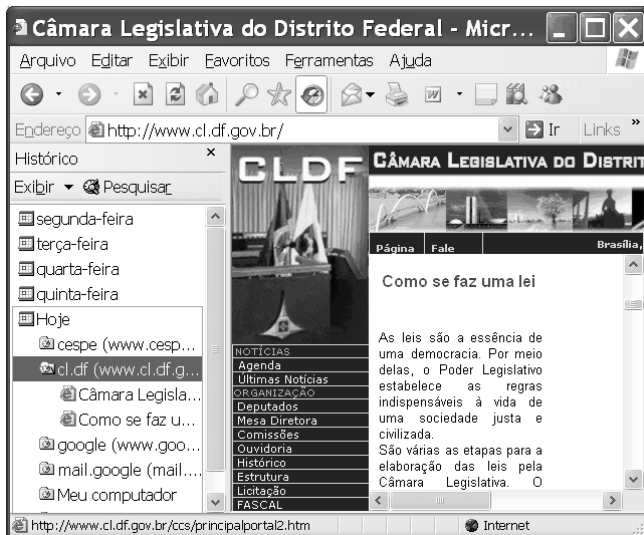 Câmara Legislativa do Distrito Federal - Micr...
Arquivo Editar Exibir Favoritos Ferramentas Ajuda
Endereço http://www.cl.df.gov.br/ Ir Links »
Histórico ×
Exibir Pesquisar
segunda-feira
terça-feira
quarta-feira
quinta-feira
Hoje
cespe (www.cesp...
cl.df (www.cl.df.g...
Câmara Legisla...
Como se faz u...
google (www.goo...
mail.google (mail....
Meu computador
CLDF
NOTÍCIAS
Agenda
Últimas Notícias
ORGANIZAÇÃO
Deputados
Mesa Diretora
Comissões
Ouvidoria
Histórico
Estrutura
Licitação
FASCAL
CÂMARA LEGISLATIVA DO DISTRIT
Página Fale Brasília,
Como se faz uma lei
As leis são a essência de
uma democracia. Por meio
delas, o Poder Legislativo
estabelece as regras
indispensáveis à vida de
uma sociedade justa e
civilizada.
São várias as etapas para a
elaboração das leis pela
Câmara Legislativa. O
http://www.cl.df.gov.br/ccs/principalportal2.htm Internet